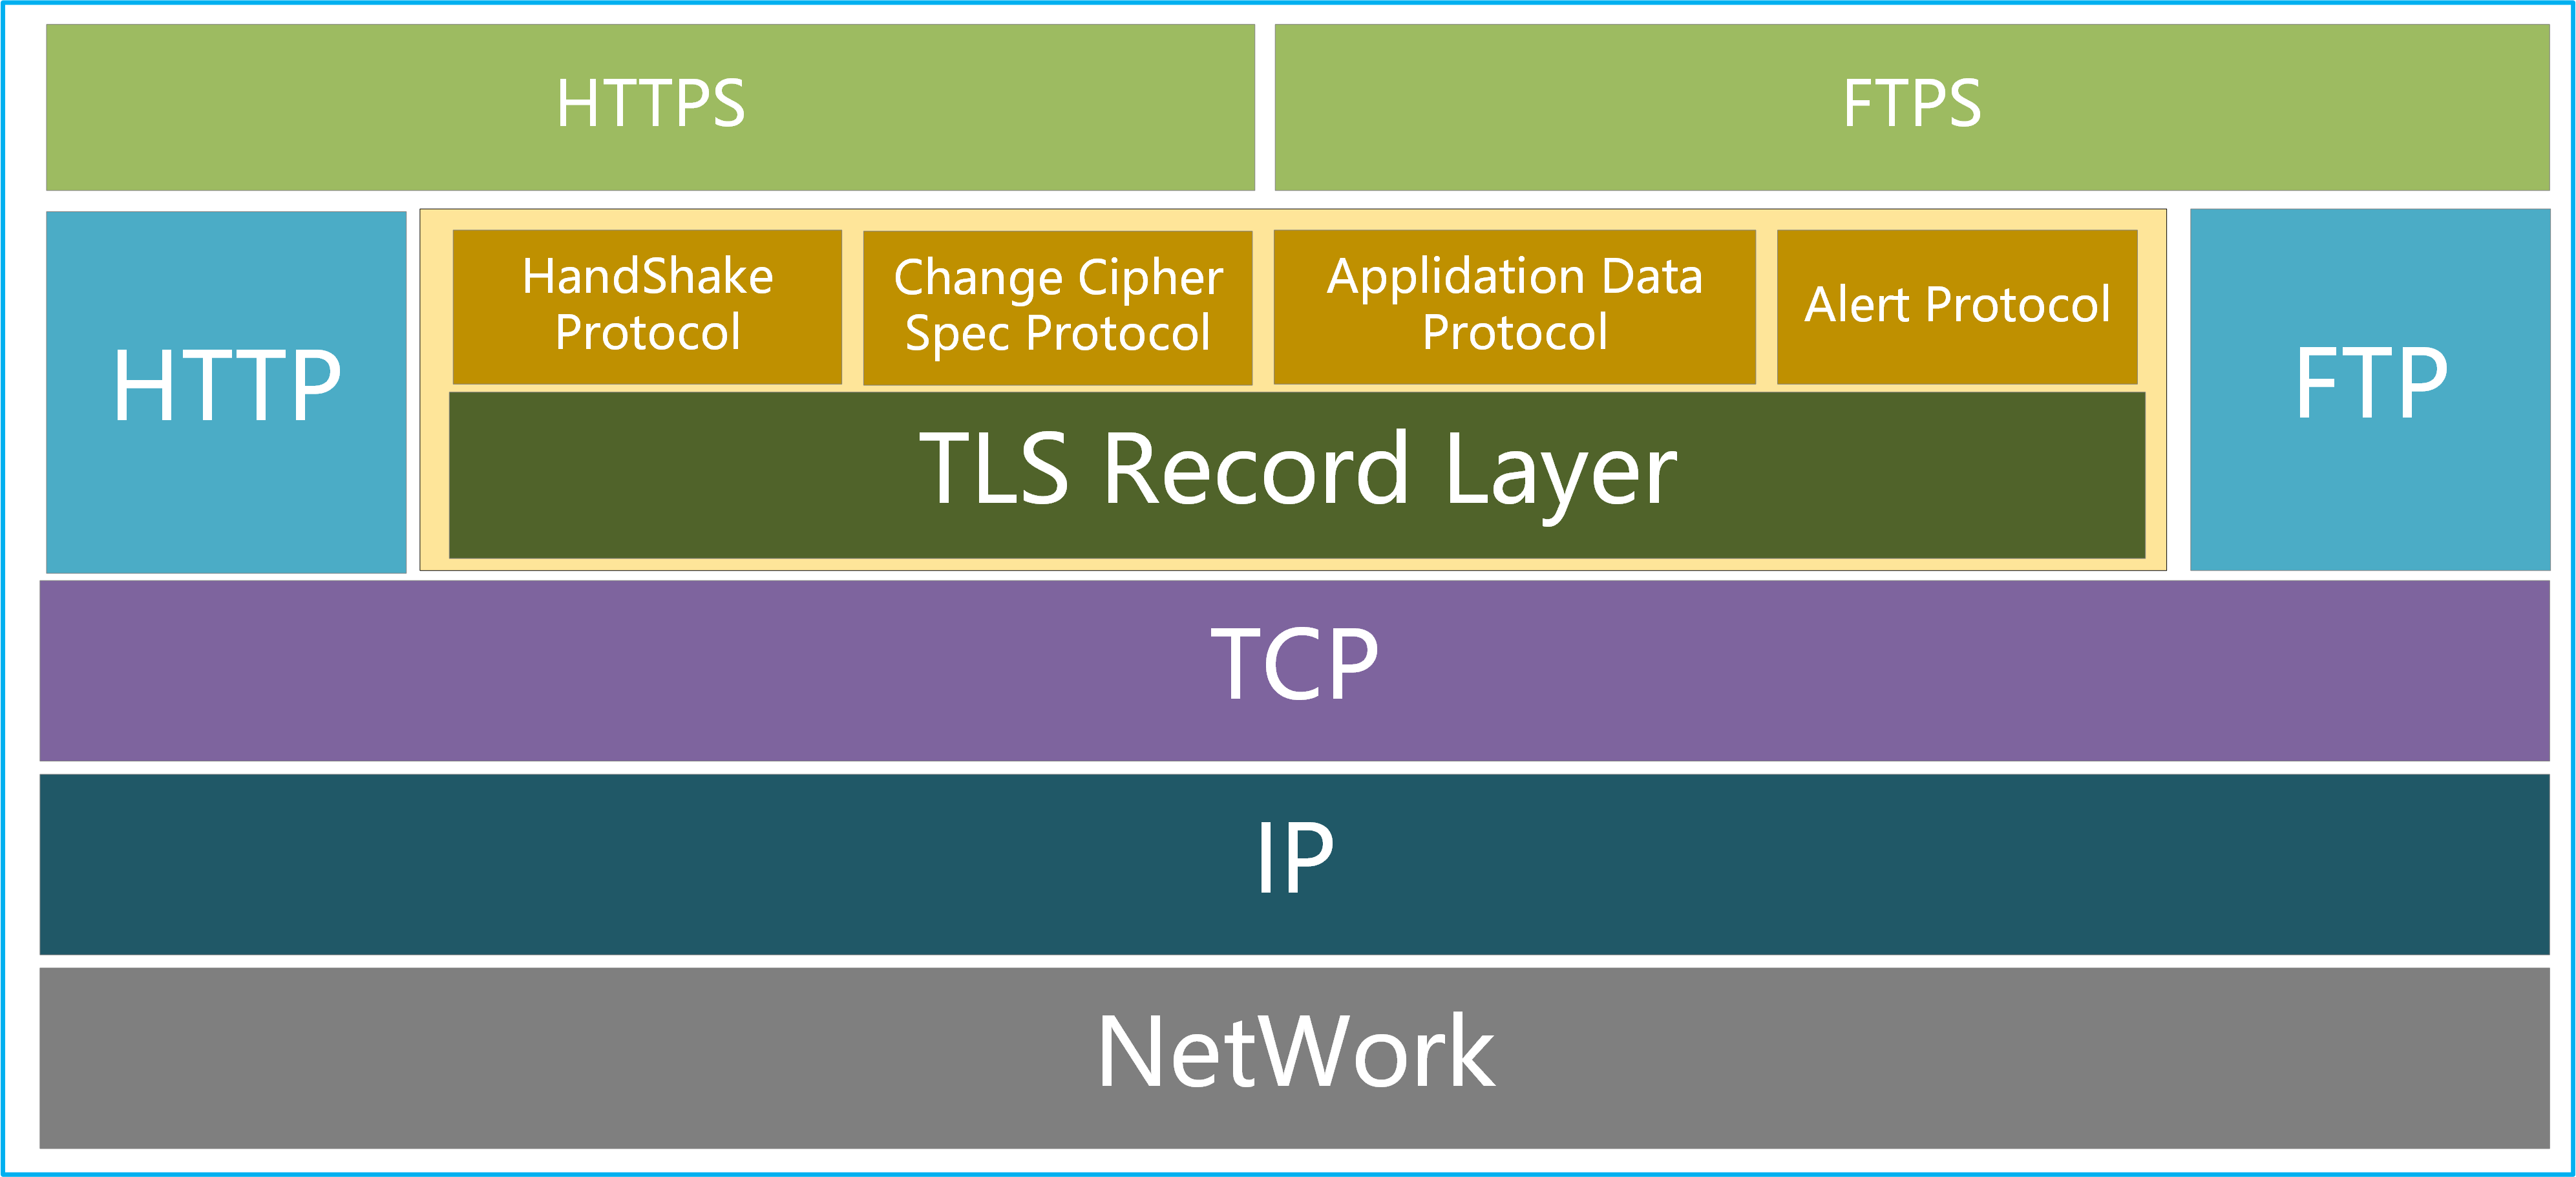 HTTPS
FTPS
HTTP
HandShake
Protocol
Change Cipher
Spec Protocol
Applidation Data
Protocol
Alert Protocol
FTP
TLS Record Layer
TCP
IP
NetWork